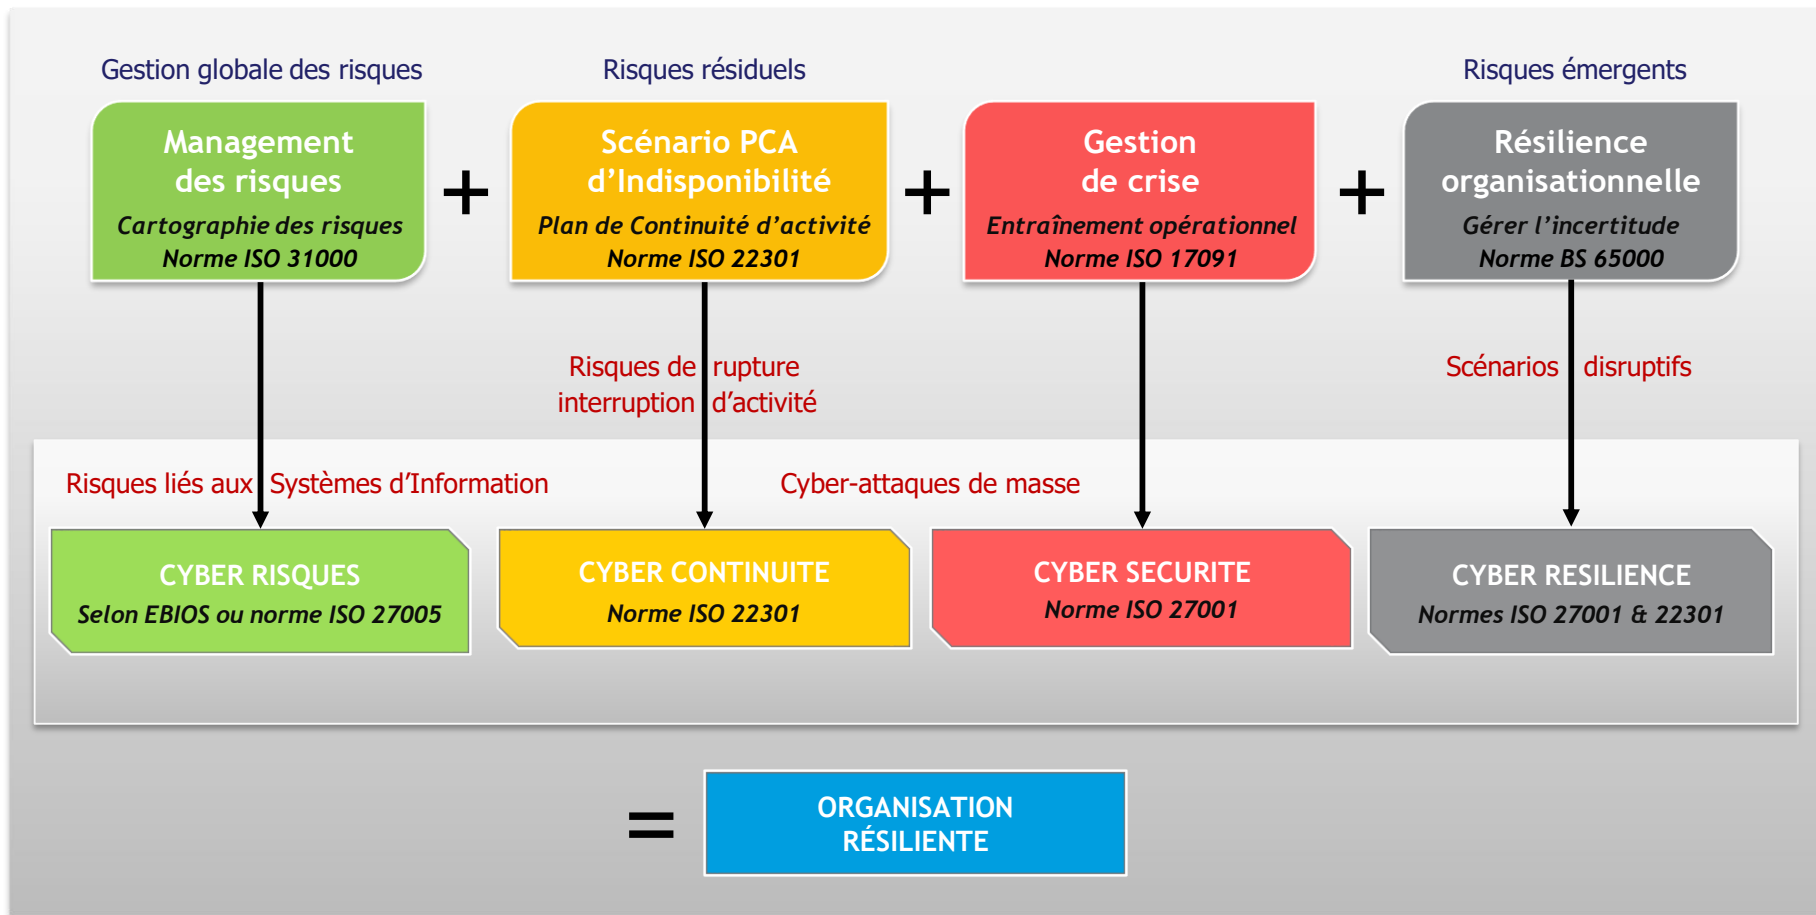 Gestion globale des risques
Risques résiduels
Risques émergents
Management
des risques
Cartographie des risques
Norme ISO 31000
+
Scénario PCA
d'Indisponibilité
Plan de Continuité d'activité
Norme ISO 22301
+
Gestion
de crise
Entraînement opérationnel
Norme ISO 17091
+
Résilience
organisationnelle
Gérer l'incertitude
Norme BS 65000
Risques de rupture
interruption d'activité
Scénarios disruptifs
Risques liés aux Systèmes d'Information
Cyber-attaques de masse
CYBER RISQUES
Selon EBIOS ou norme ISO 27005
CYBER CONTINUITE
Norme ISO 22301
CYBER SECURITE
Norme ISO 27001
CYBER RESILIENCE
Normes ISO 27001 & 22301
=
ORGANISATION
RÉSILIENTE